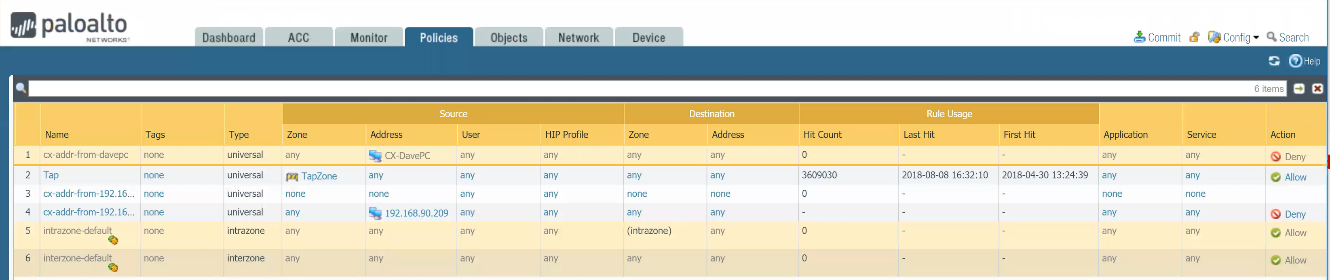 paloalto
NETWORKS
Dashboard ACC Monitor Policies Objects Network Device
Commit Config Search
Help
6 items
Source Destination Rule Usage
Name Tags Type Zone Address User HIP Profile Zone Address Hit Count Last Hit First Hit Application Service Action
1 cx-addr-from-davepc none universal any CX-DavePC any any any any 0 - - any any Deny
2 Tap none universal TapZone any any any any any 3609030 2018-08-08 16:32:10 2018-04-30 13:24:39 any any Allow
3 cx-addr-from-192.16... none universal none none any any none none 0 - - none none
4 cx-addr-from-192.16... none universal any 192.168.90.209 any any any any - - - any any Deny
5 intrazone-default none intrazone any any any any (intrazone) any 0 - - any any Allow
6 interzone-default none interzone any any any any any any 0 - - any any Allow